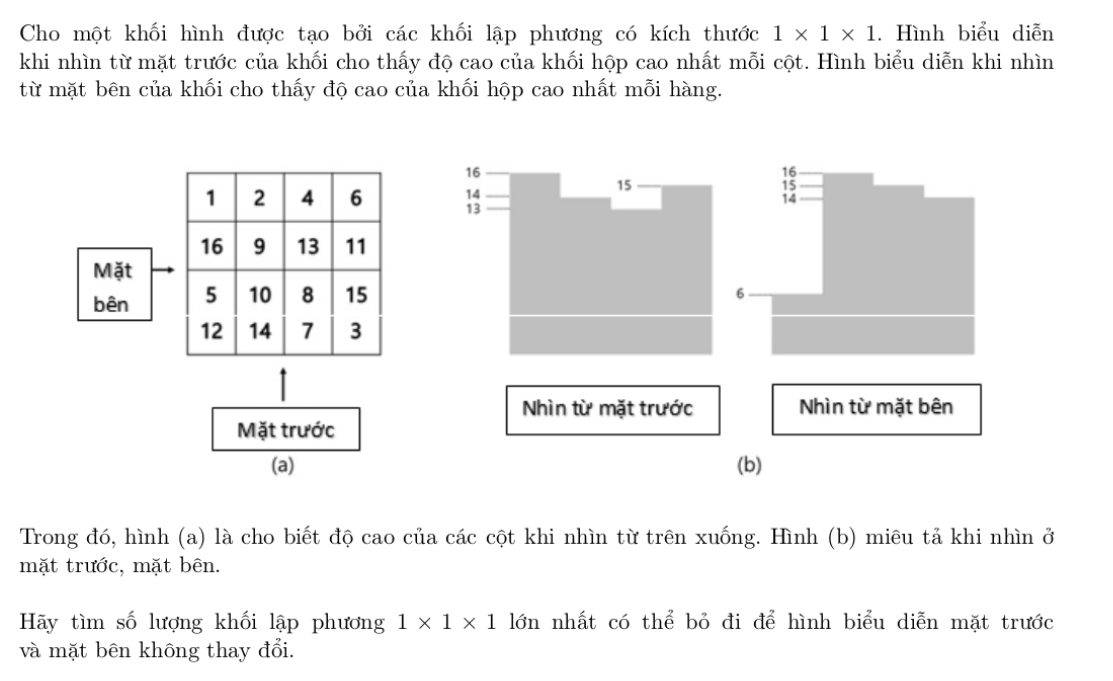 Cho một khối hình được tạo bởi các khối lập phương có kích thước 1 × 1 × 1. Hình biểu diễn
khi nhìn từ mặt trước của khối cho thấy độ cao của khối hộp cao nhất mỗi cột. Hình biểu diễn khi nhìn
từ mặt bên của khối cho thấy độ cao của khối hộp cao nhất mỗi hàng.
1 2 4 6
16 9 13 11
5 10 8 15
12 14 7 3
Mặt
bên
Mặt trước
(a)
16
14
13
15
Nhìn từ mặt trước
16
15
14
6
Nhìn từ mặt bên
(b)
Trong đó, hình (a) là cho biết độ cao của các cột khi nhìn từ trên xuống. Hình (b) miêu tả khi nhìn ở
mặt trước, mặt bên.
Hãy tìm số lượng khối lập phương 1 × 1 × 1 lớn nhất có thể bỏ đi để hình biểu diễn mặt trước
và mặt bên không thay đổi.